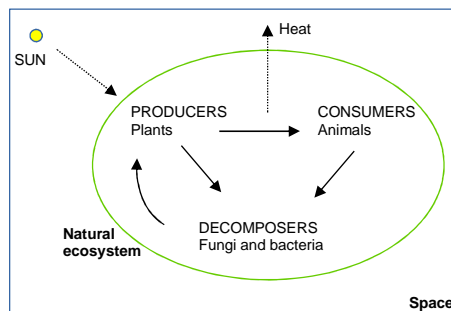 Heat
SUN
PRODUCERS
Plants
CONSUMERS
Animals
DECOMPOSERS
Fungi and bacteria
Natural
ecosystem
Space